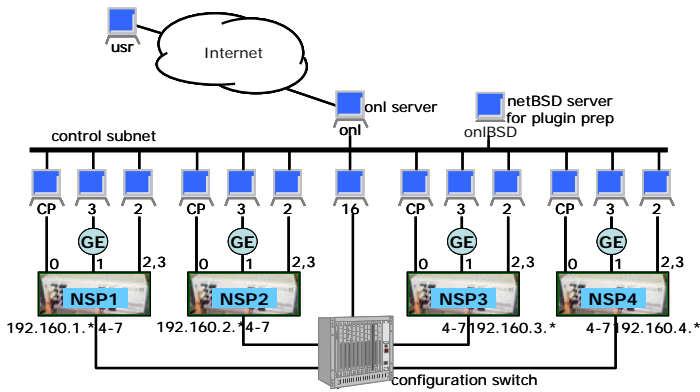 usr
Internet
onl server
onl
netBSD server
for plugin prep
onlBSD
control subnet
CP 3 2 CP 3 2 16 CP 3 2 CP 3 2
GE GE GE GE
0 1 2,3 0 1 2,3 0 1 2,3 0 1 2,3
NSP1 NSP2 NSP3 NSP4
192.160.1.* 4-7 192.160.2.* 4-7 4-7 192.160.3.* 4-7 192.160.4.*
configuration switch